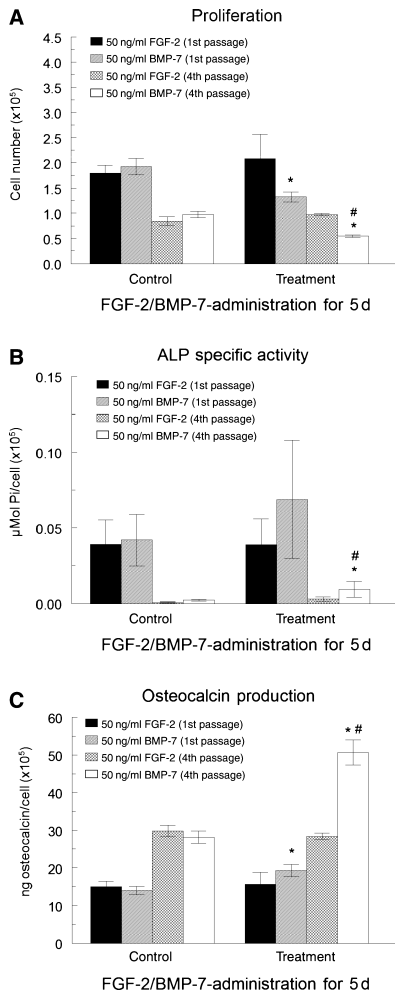 A
Proliferation
Cell number (x10⁵)
4.5
4.0
3.5
3.0
2.5
2.0
1.5
1.0
0.5
0.0
50 ng/ml FGF-2 (1st passage)
50 ng/ml BMP-7 (1st passage)
50 ng/ml FGF-2 (4th passage)
50 ng/ml BMP-7 (4th passage)
*
#
*
Control Treatment
FGF-2/BMP-7-administration for 5 d
B
ALP specific activity
µMol Pi/cell (x10⁵)
0.15
0.10
0.05
0.00
50 ng/ml FGF-2 (1st passage)
50 ng/ml BMP-7 (1st passage)
50 ng/ml FGF-2 (4th passage)
50 ng/ml BMP-7 (4th passage)
#
*
Control Treatment
FGF-2/BMP-7-administration for 5 d
C
Osteocalcin production
ng osteocalcin/cell (x10⁵)
60
50
40
30
20
10
0
50 ng/ml FGF-2 (1st passage)
50 ng/ml BMP-7 (1st passage)
50 ng/ml FGF-2 (4th passage)
50 ng/ml BMP-7 (4th passage)
* #
*
Control Treatment
FGF-2/BMP-7-administration for 5 d